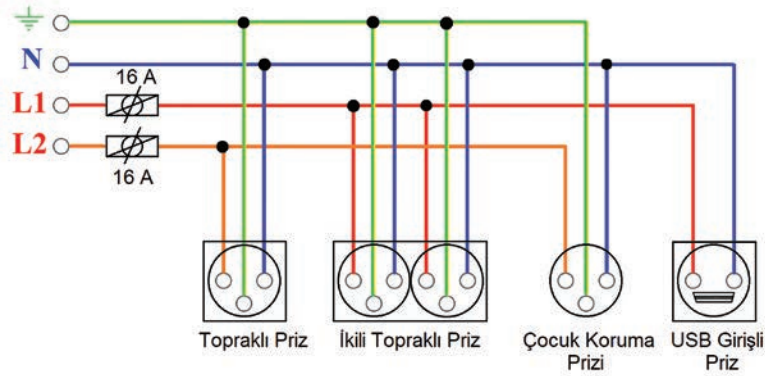 N
16 A
L1
L2
16 A
Topraklı Priz
İkili Topraklı Priz
Çocuk Koruma
Prizi
USB Girişli
Priz